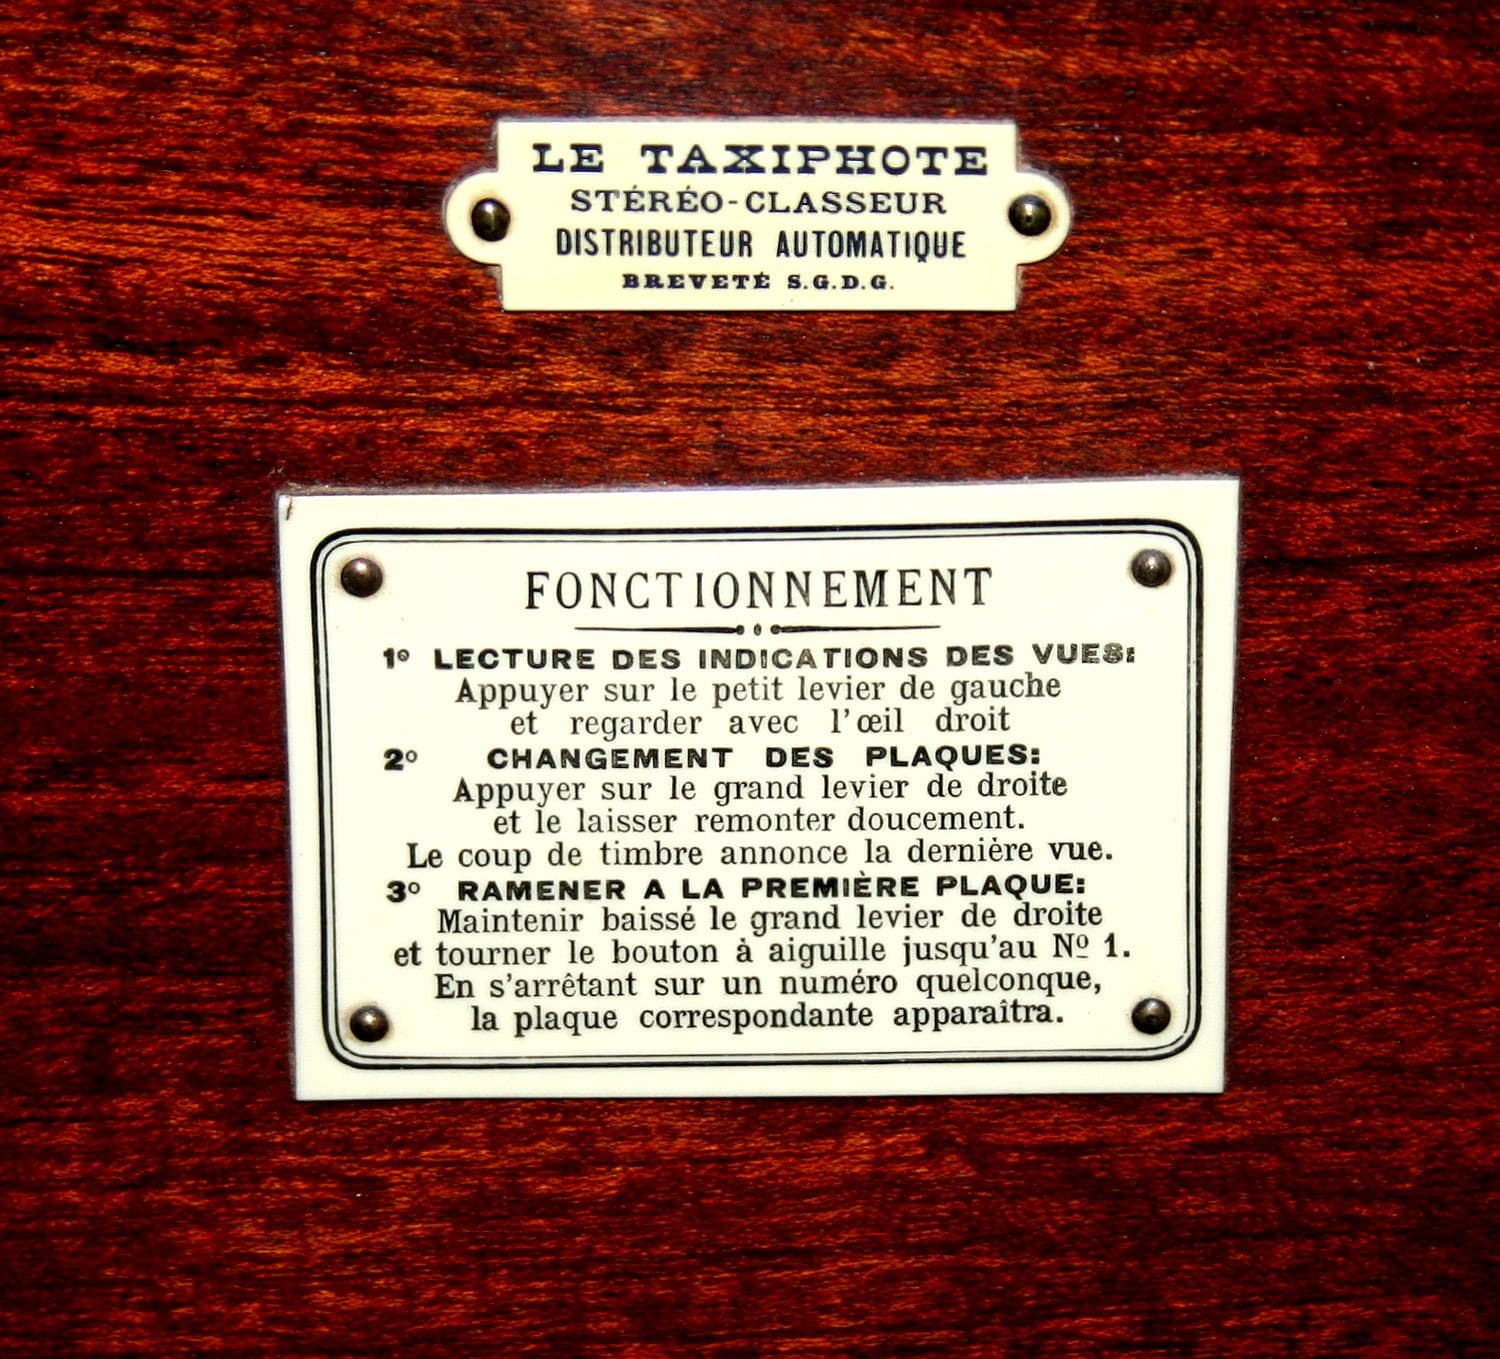 LE TAXIPHOTE
STÉRÉO-CLASSEUR
DISTRIBUTEUR AUTOMATIQUE
BREVETÉ S.G.D.G.
FONCTIONNEMENT
1º LECTURE DES INDICATIONS DES VUES:
Appuyer sur le petit levier de gauche
et regarder avec l'œil droit
2º CHANGEMENT DES PLAQUES:
Appuyer sur le grand levier de droite
et le laisser remonter doucement.
Le coup de timbre annonce la dernière vue.
3º RAMENER A LA PREMIÈRE PLAQUE:
Maintenir baissé le grand levier de droite
et tourner le bouton à aiguille jusqu'au Nº 1.
En s'arrêtant sur un numéro quelconque,
la plaque correspondante apparaîtra.